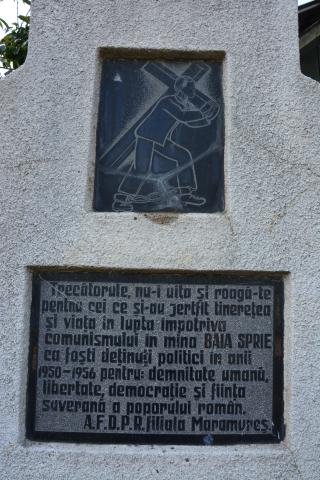 Trecătorule, nu-i uita și roagă-te
pentru cei ce și-au jertfit tinerețea
și viața în lupta împotriva
comunismului în mina BAIA SPRIE
ca foști deținuți politici în anii
1950-1956 pentru: demnitate umană,
libertate, democrație și ființa
suverană a poporului român.
A.F.D.P.R. filiala Maramureș.